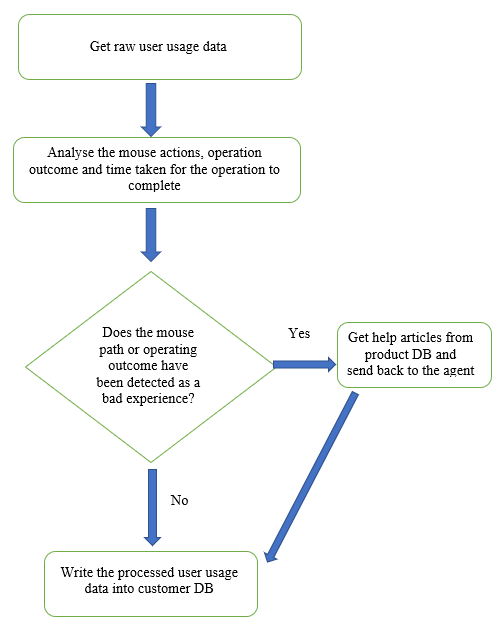 Get raw user usage data
Analyse the mouse actions, operation
outcome and time taken for the operation to
complete
Does the mouse
path or operating
outcome have
been detected as a
bad experience?
Yes
Get help articles from
product DB and
send back to the agent
No
Write the processed user usage
data into customer DB